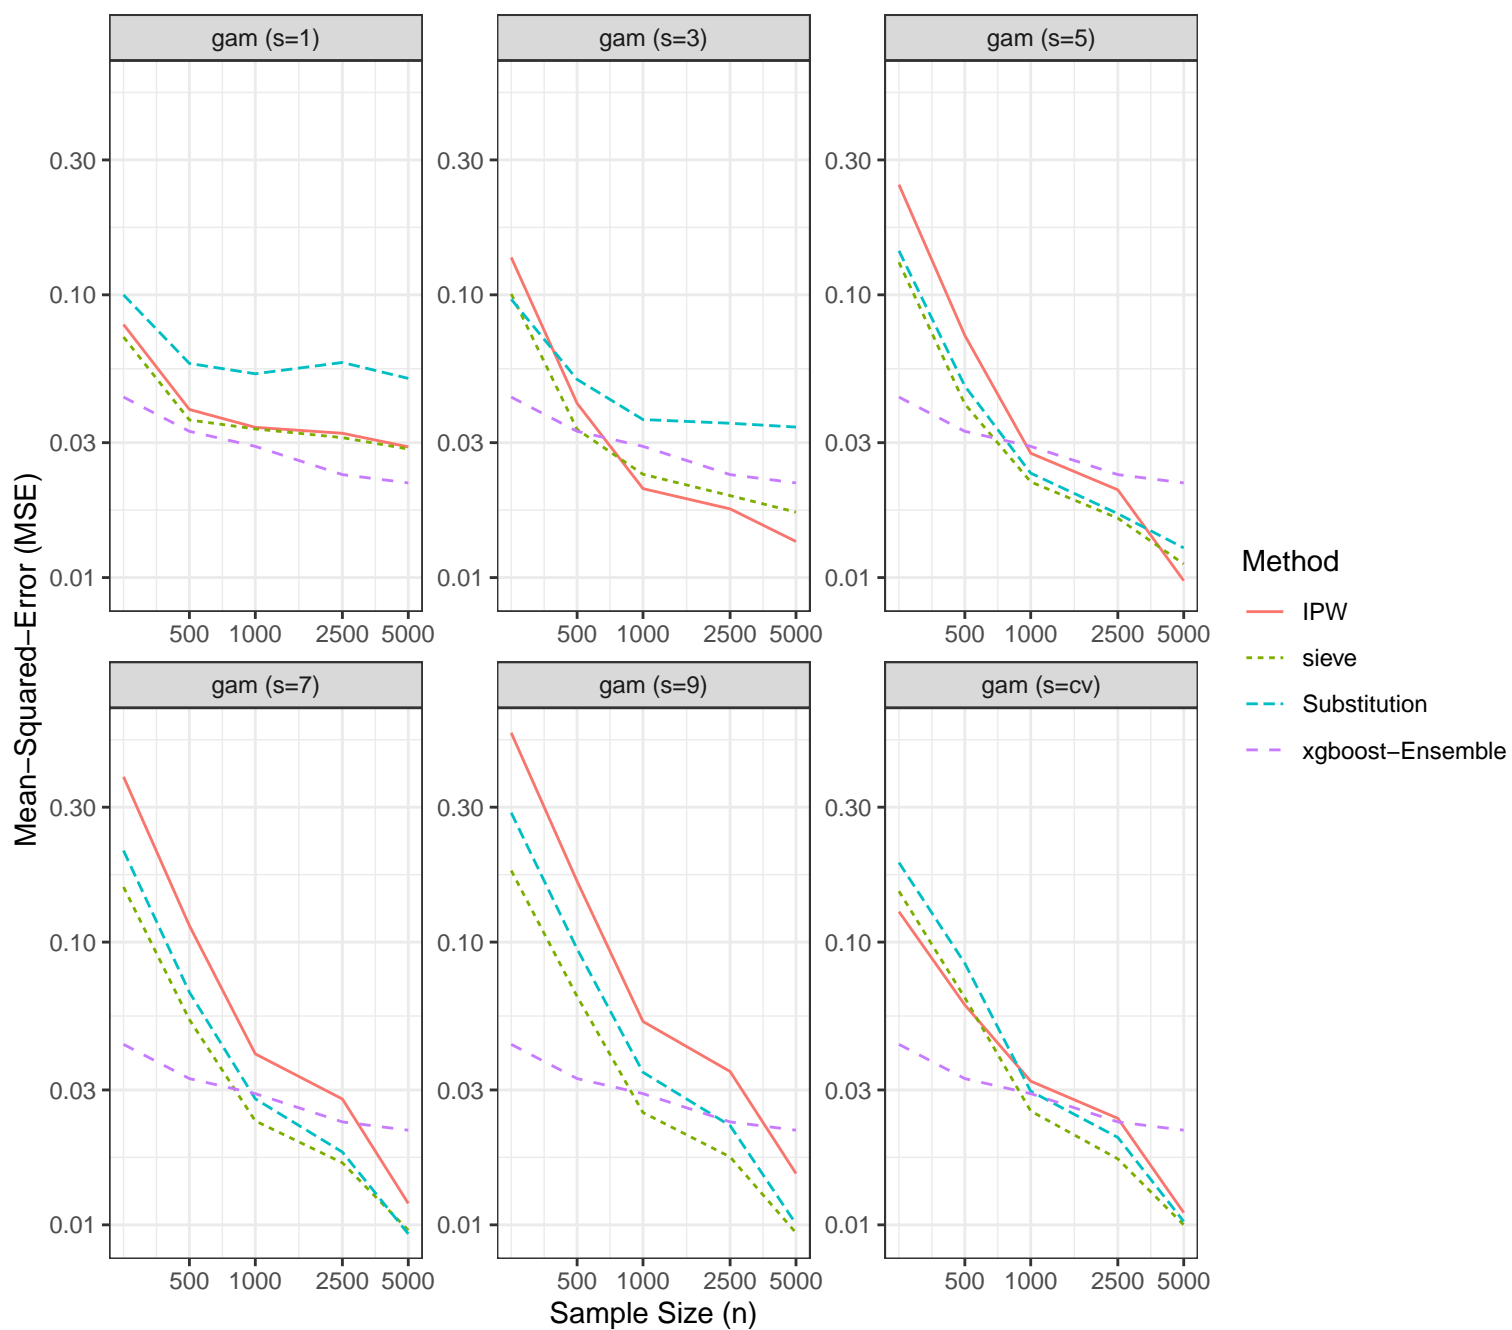 gam (s=1)
gam (s=3)
gam (s=5)
0.30
0.10
0.03
0.01
0.30
0.10
0.03
0.01
0.30
0.10
0.03
0.01
500 1000 2500 5000
500 1000 2500 5000
500 1000 2500 5000
gam (s=7)
gam (s=9)
gam (s=cv)
0.30
0.10
0.03
0.01
0.30
0.10
0.03
0.01
0.30
0.10
0.03
0.01
500 1000 2500 5000
500 1000 2500 5000
500 1000 2500 5000
Sample Size (n)
Mean−Squared−Error (MSE)
Method
IPW
sieve
Substitution
xgboost−Ensemble